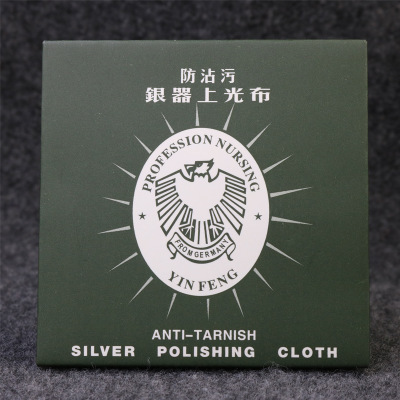 防沾污
銀器上光布
PROFESSION NURSING
FROMGERMANY
YIN FENG
ANTI-TARNISH
SILVER POLISHING CLOTH